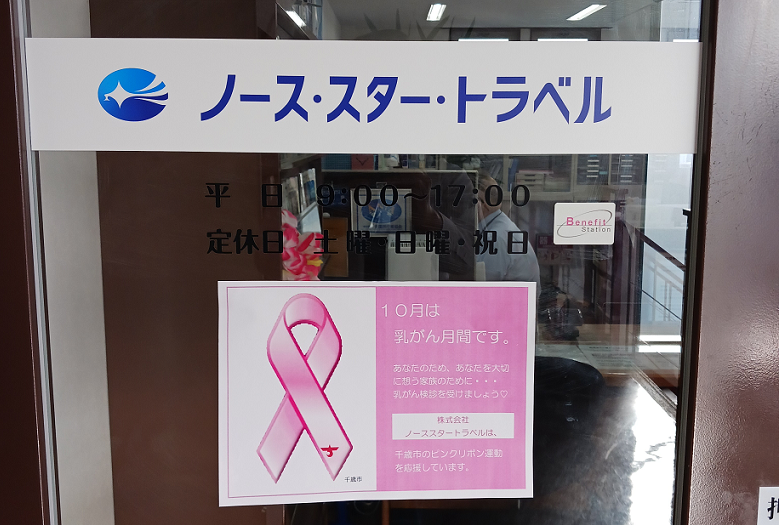 ノース・スター・トラベル
平 日 9:00～17:00
定休日 土曜・日曜・祝日
Benefit
Station
１０月は
乳がん月間です。
あなたのため、あなたを大切
に想う家族のために・・・
乳がん検診を受けましょう♡
株式会社
ノーススタートラベルは、
千歳市のピンクリボン運動
を応援しています。
千歳市